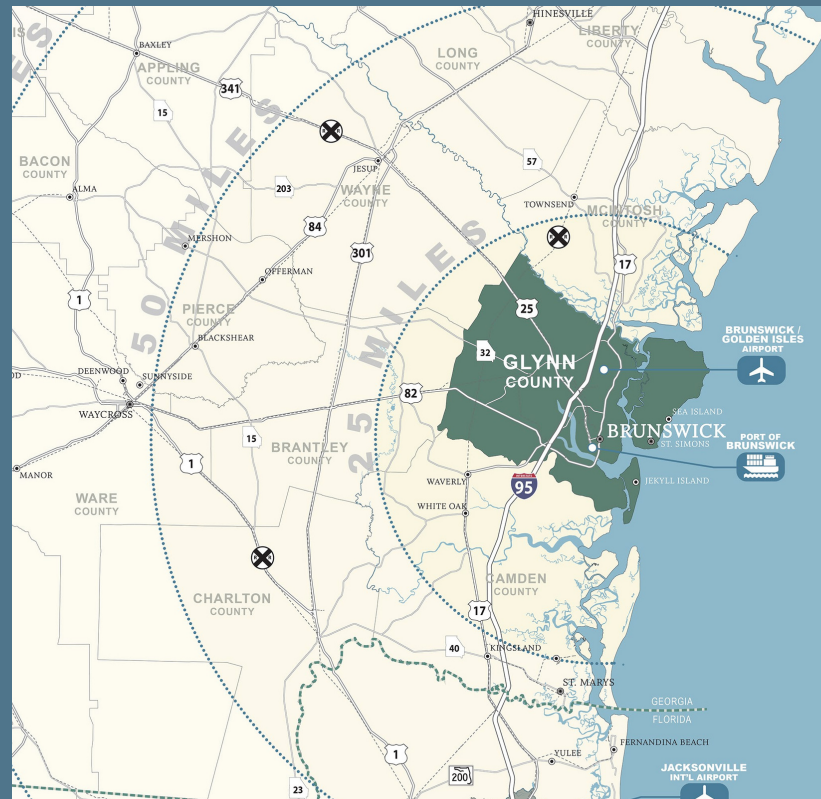 HINESVILLE
LIBERTY
COUNTY
BAXLEY
APPLING
COUNTY
LONG
COUNTY
341
15
BACON
COUNTY
ALMA
JESUP
57
203
WAYNE
COUNTY
TOWNSEND
MCINTOSH
COUNTY
84
MERSHON
301
17
50 MILES
25 MILES
OFFERMAN
1
PIERCE
COUNTY
25
BLACKSHEAR
32
GLYNN
COUNTY
BRUNSWICK /
GOLDEN ISLES
AIRPORT
DEENWOOD
SUNNYSIDE
82
WAYCROSS
SEA ISLAND
BRUNSWICK
ST. SIMONS
PORT OF
BRUNSWICK
15
BRANTLEY
COUNTY
1
MANOR
WAVERLY
95
JEKYLL ISLAND
WARE
COUNTY
WHITE OAK
CAMDEN
COUNTY
CHARLTON
COUNTY
17
40
KINGSLAND
ST. MARYS
GEORGIA
FLORIDA
FERNANDINA BEACH
1
YULEE
JACKSONVILLE
INT'L AIRPORT
200
23